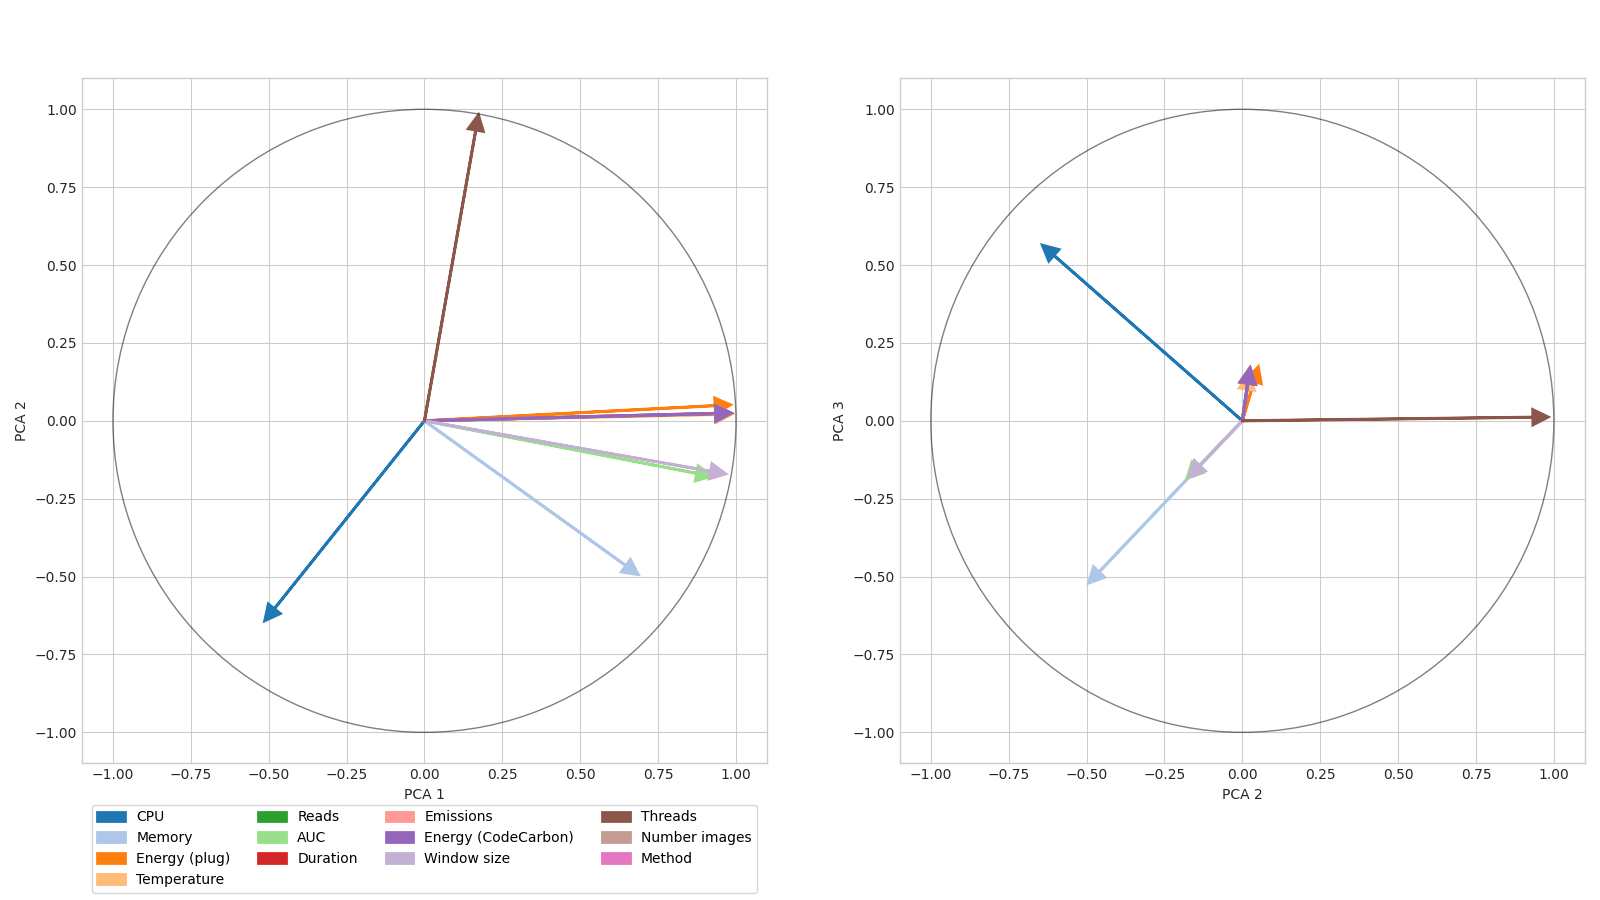 1.00
0.75
0.50
0.25
0.00
−0.25
−0.50
−0.75
−1.00
PCA 2
−1.00 −0.75 −0.50 −0.25 0.00 0.25 0.50 0.75 1.00
PCA 1
1.00
0.75
0.50
0.25
0.00
−0.25
−0.50
−0.75
−1.00
PCA 3
−1.00 −0.75 −0.50 −0.25 0.00 0.25 0.50 0.75 1.00
PCA 2
CPU
Memory
Energy (plug)
Temperature
Reads
AUC
Duration
Emissions
Energy (CodeCarbon)
Window size
Threads
Number images
Method